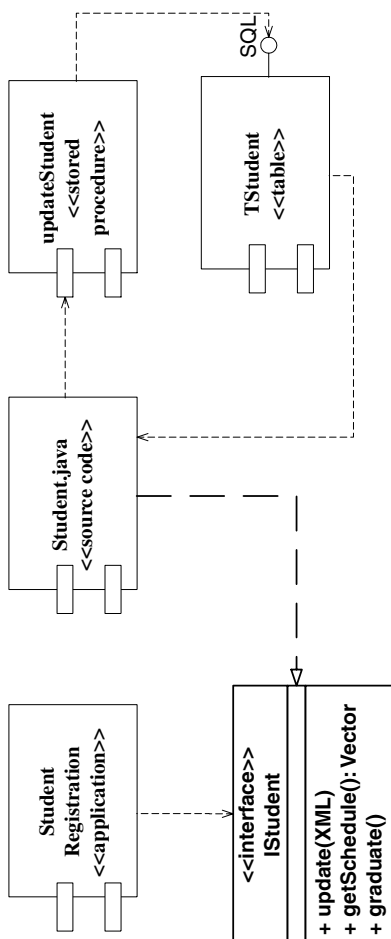 Student
Registration
<<application>>
Student.java
<<source code>>
updateStudent
<<stored
procedure>>
<<interface>>
IStudent
+ update(XML)
+ getSchedule(): Vector
+ graduate()
TStudent
<<table>>
SQL